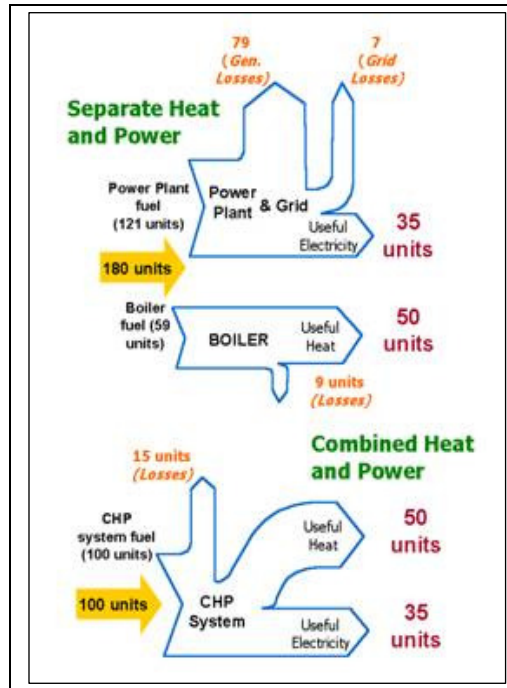 79
(Gen.
Losses)
7
(Grid
Losses)
Separate Heat
and Power
Power Plant
fuel
(121 units)
Power
Plant & Grid
Useful
Electricity
35
units
180 units
Boiler
fuel (59
units)
BOILER
Useful
Heat
50
units
9 units
(Losses)
15 units
(Losses)
Combined Heat
and Power
CHP
system fuel
(100 units)
Useful
Heat
50
units
100 units
CHP
System
Useful
Electricity
35
units